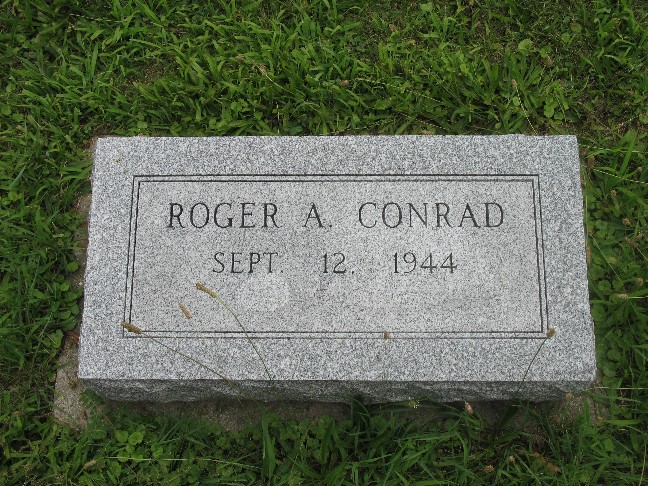 ROGER A. CONRAD
SEPT. 12, 1944